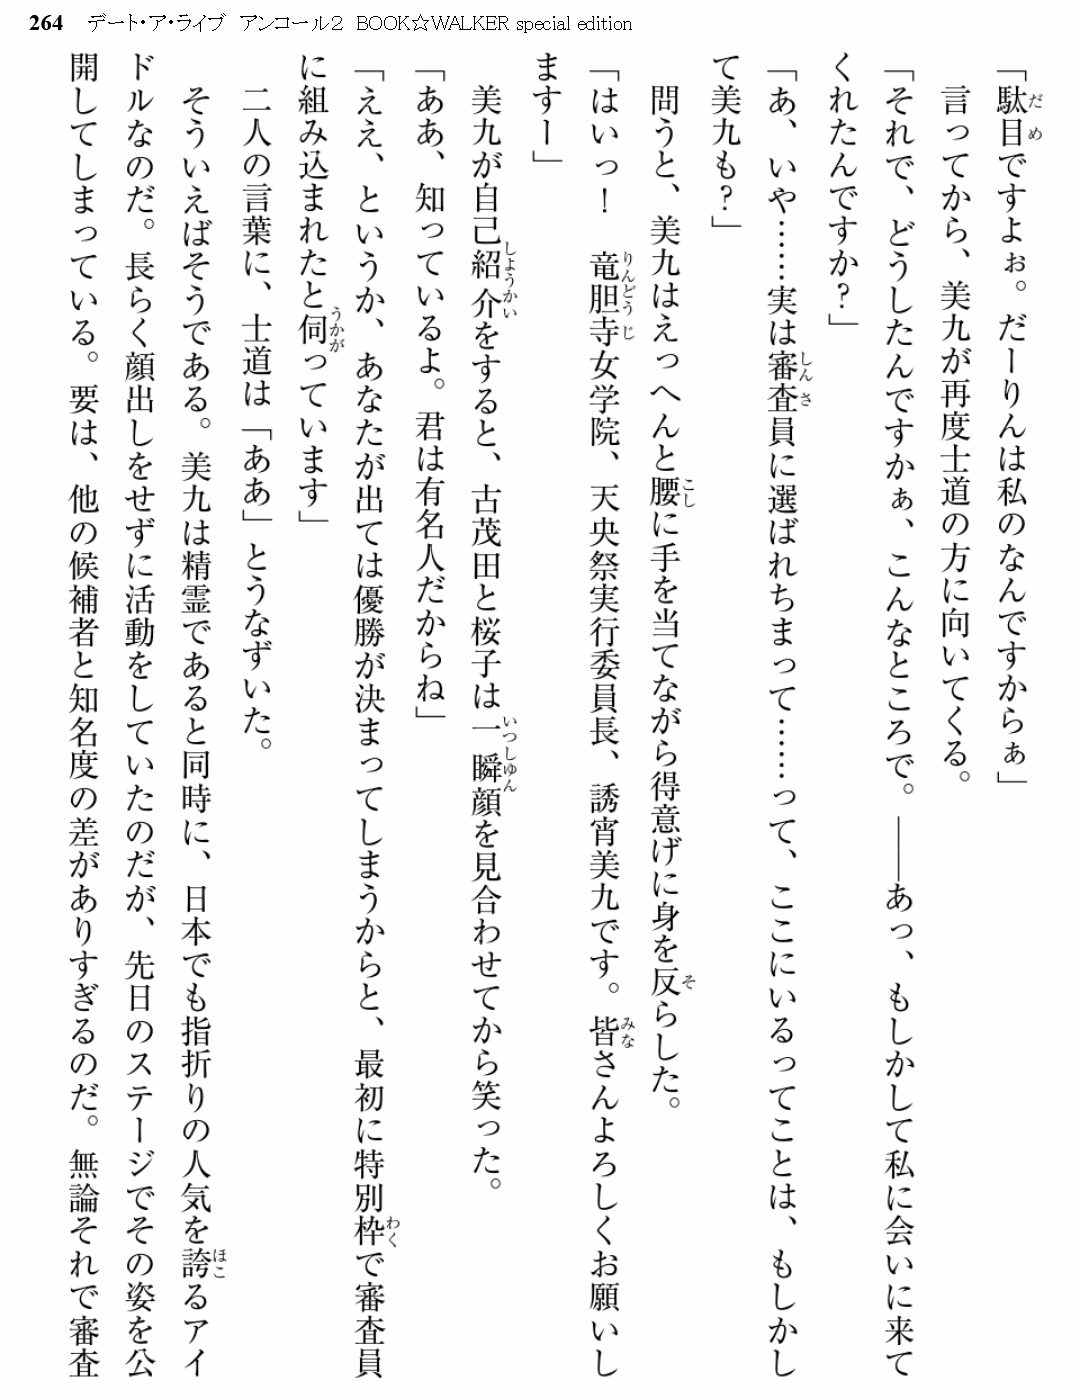 264 デート・ア・ライブ アンコール2 BOOK☆WALKER special edition
「駄目ですよぉ。だーりんは私のなんですからぁ」
言ってから、美九が再度士道の方に向いてくる。
「それで、どうしたんですかぁ、こんなところで。――あっ、もしかして私に会いに来て
くれたんですか？」
「あ、いや……実は審査員に選ばれちまって……って、ここにいるってことは、もしかし
て美九も？」
問うと、美九はえっへんと腰に手を当てながら得意げに身を反らした。
「はいっ！　竜胆寺女学院、天央祭実行委員長、誘宵美九です。皆さんよろしくお願いし
ますー」
美九が自己紹介をすると、古茂田と桜子は一瞬顔を見合わせてから笑った。
「ああ、知っているよ。君は有名人だからね」
「ええ、というか、あなたが出ては優勝が決まってしまうからと、最初に特別枠で審査員
に組み込まれたと伺っています」
二人の言葉に、士道は「ああ」とうなずいた。
そういえばそうである。美九は精霊であると同時に、日本でも指折りの人気を誇るアイ
ドルなのだ。長らく顔出しをせずに活動をしていたのだが、先日のステージでその姿を公
開してしまっている。要は、他の候補者と知名度の差がありすぎるのだ。無論それで審査